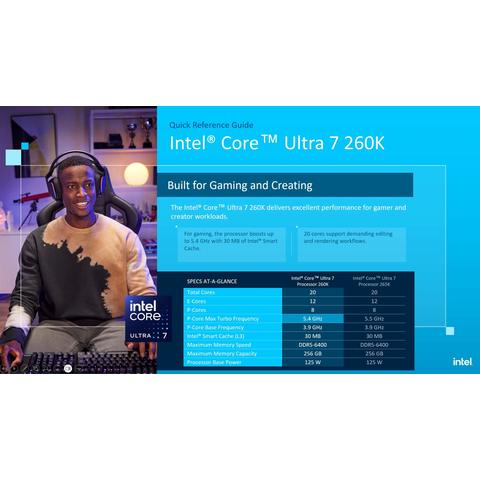 Quick Reference Guide
Intel® Core™ Ultra 7 260K
Built for Gaming and Creating
The Intel® Core™ Ultra 7 260K delivers excellent performance for gamer and
creator workloads.
For gaming, the processor boosts up
to 5.4 GHz with 30 MB of Intel® Smart
Cache.
20 cores support demanding editing
and rendering workflows.
SPECS AT-A-GLANCE Intel® Core™ Ultra 7 Processor 260K Intel® Core™ Ultra 7 Processor 265K
Total Cores 20 20
E-Cores 12 12
P-Cores 8 8
P-Core Max Turbo Frequency 5.4 GHz 5.5 GHz
P-Core Base Frequency 3.9 GHz 3.9 GHz
Intel® Smart Cache (L3) 30 MB 30 MB
Maximum Memory Speed DDR5-6400 DDR5-6400
Maximum Memory Capacity 256 GB 256 GB
Processor Base Power 125 W 125 W
intel
CORE
ULTRA 7
intel